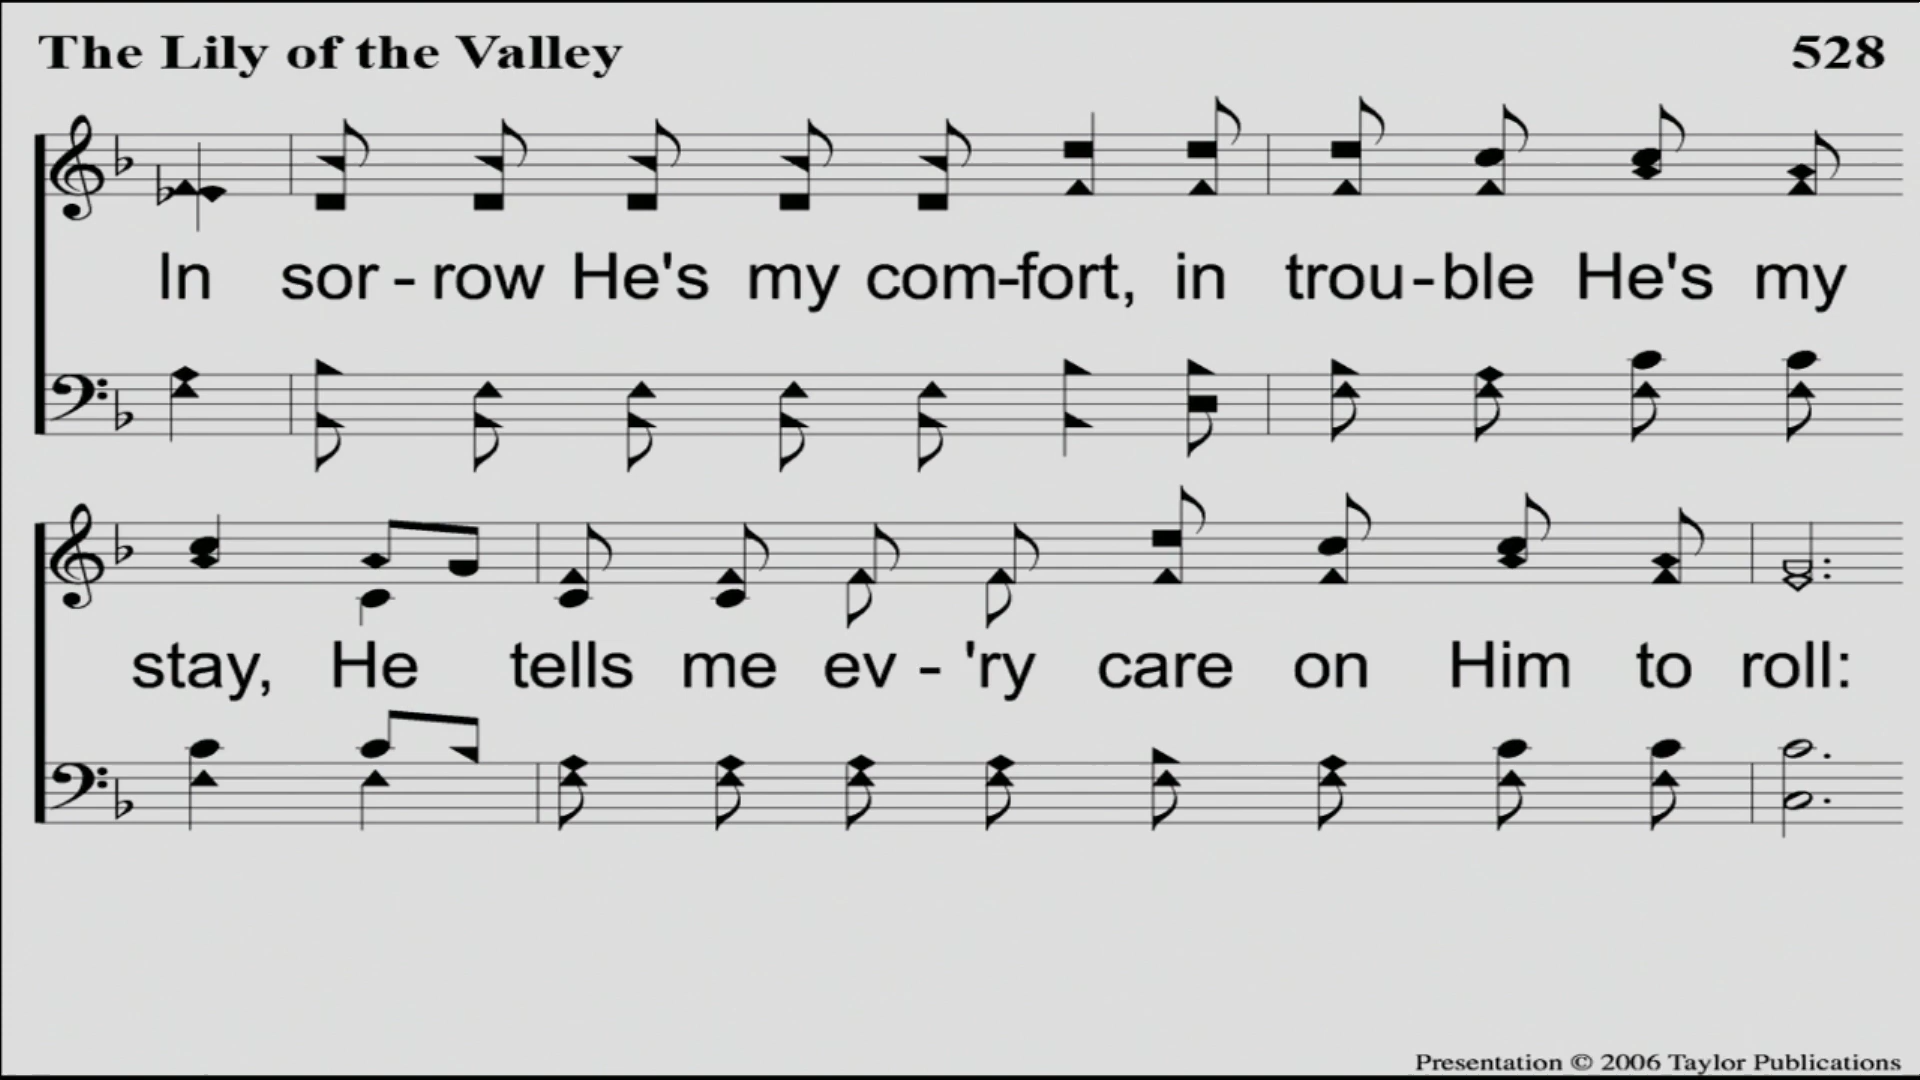 The Lily of the Valley 528
In sor - row He's my com-fort, in trou-ble He's my
stay, He tells me ev - 'ry care on Him to roll:
Presentation © 2006 Taylor Publications